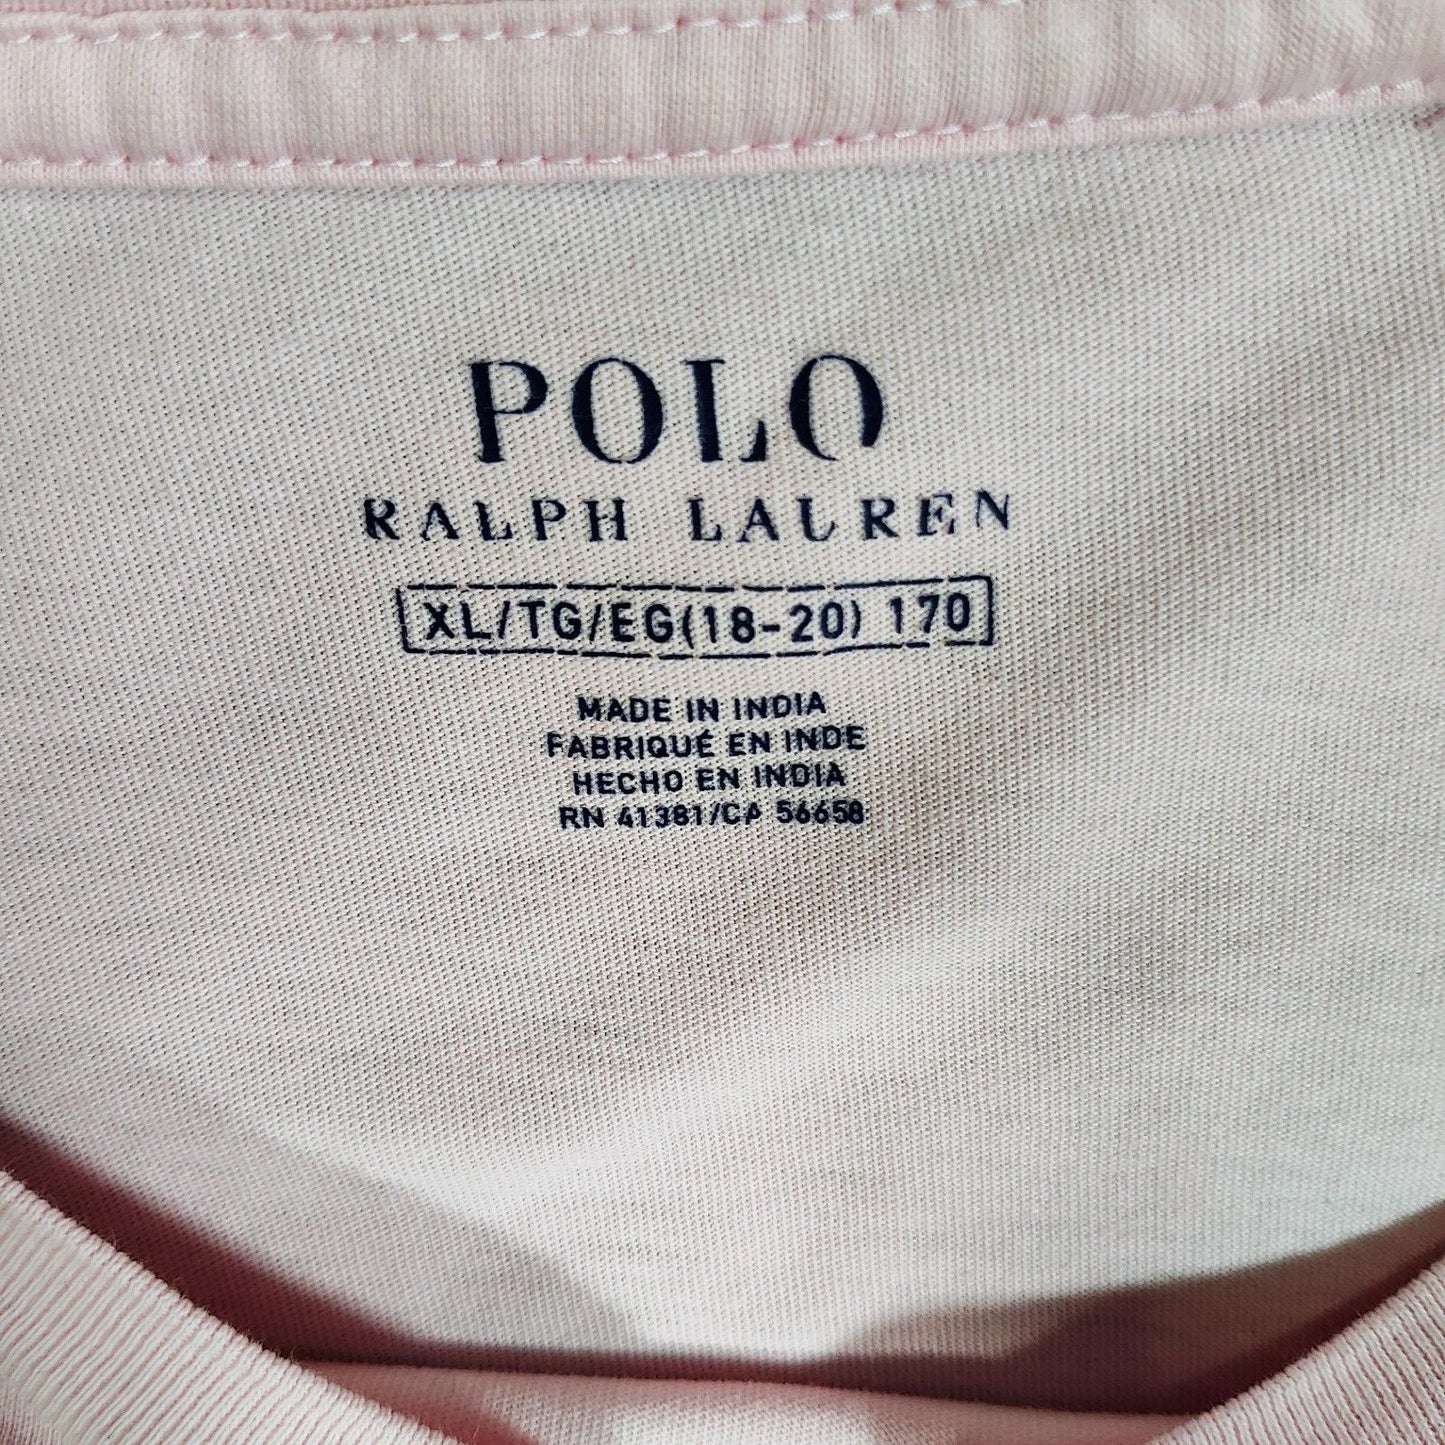 POLO
RALPH LAUREN
XL/TG/EG(18-20) 170
MADE IN INDIA
FABRIQUÉ EN INDE
HECHO EN INDIA
RN 41381/CA 56658